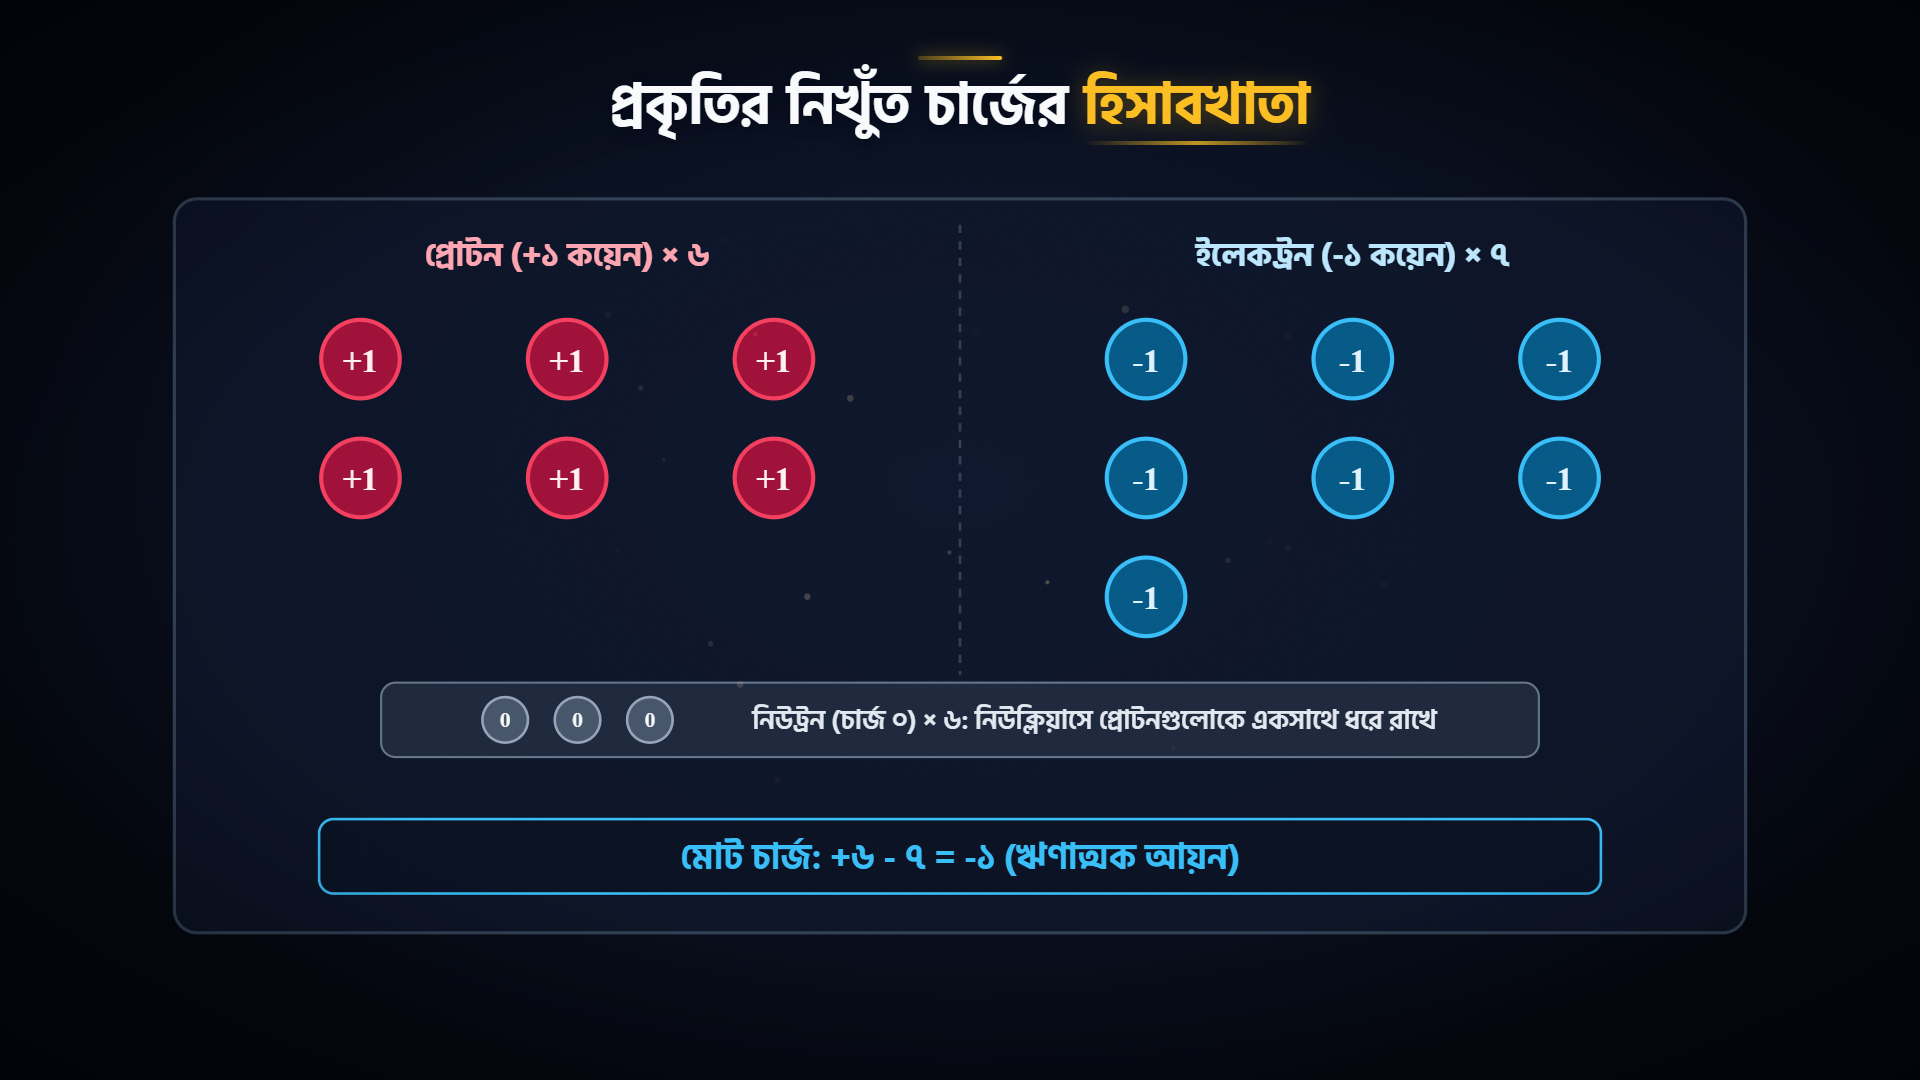 প্রকৃতির নিখুঁত চার্জের হিসাবখাতা
প্রোটন (+১ কয়েন) × ৬
ইলেকট্রন (-১ কয়েন) × ৭
+1 +1 +1
-1 -1 -1
+1 +1 +1
-1 -1 -1
-1
0 0 0
নিউট্রন (চার্জ ০) × ৬: নিউক্লিয়াসে প্রোটনগুলোকে একসাথে ধরে রাখে
মোট চার্জ: +৬ - ৭ = -১ (ঋণাত্মক আয়ন)